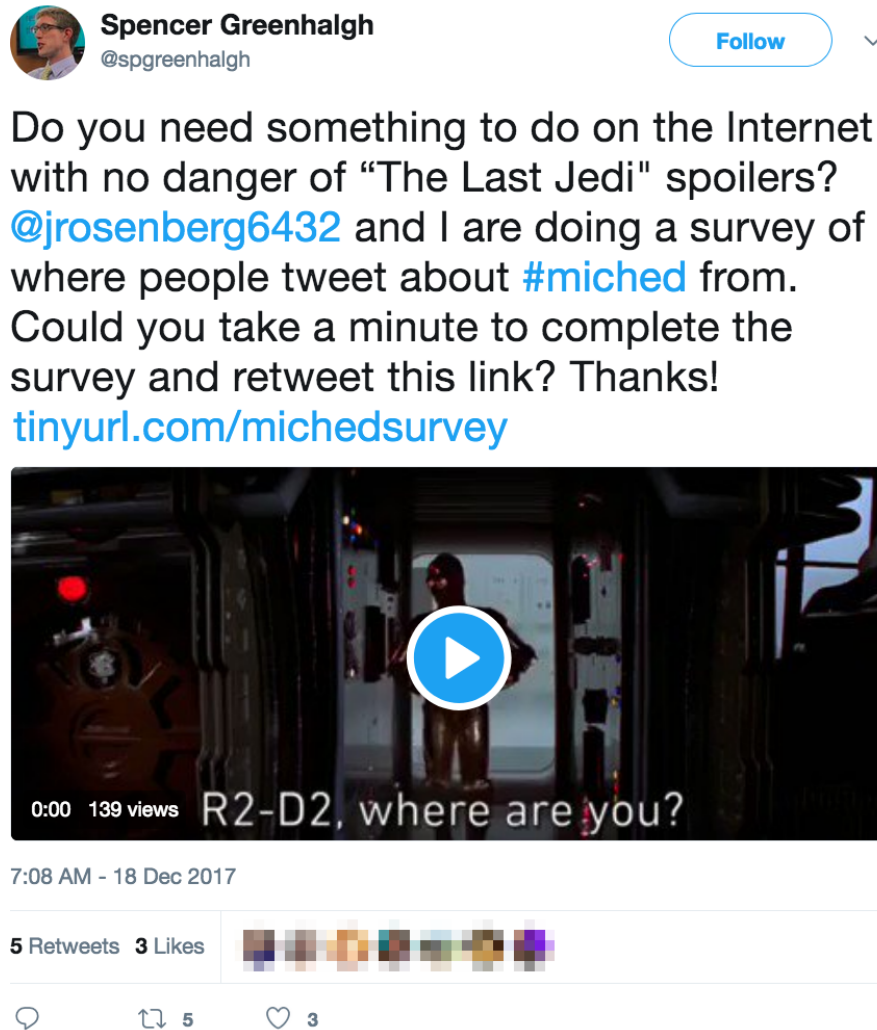 Spencer Greenhalgh
@spgreenhalgh
Follow
Do you need something to do on the Internet
with no danger of “The Last Jedi" spoilers?
@jrosenberg6432 and I are doing a survey of
where people tweet about #miched from.
Could you take a minute to complete the
survey and retweet this link? Thanks!
tinyurl.com/michedsurvey
0:00 139 views R2-D2, where are you?
7:08 AM - 18 Dec 2017
5 Retweets 3 Likes
5 3